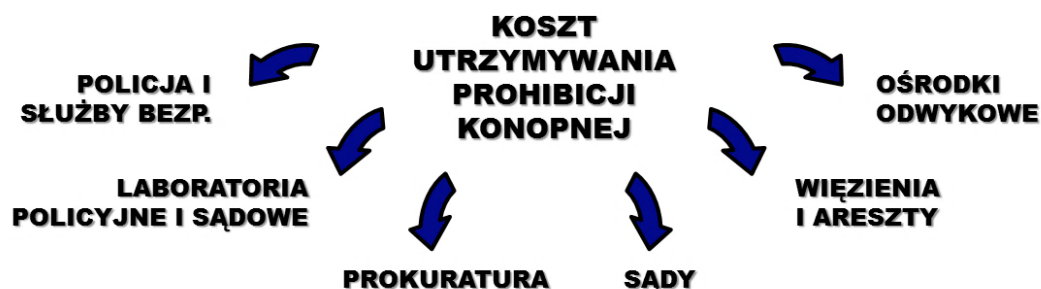 KOSZT
UTRZYMYWANIA
PROHIBICJI
KONOPNEJ
POLICJA I
SŁUŻBY BEZP.
LABORATORIA
POLICYJNE I SĄDOWE
PROKURATURA
SADY
WIĘZIENIA
I ARESZTY
OŚRODKI
ODWYKOWE